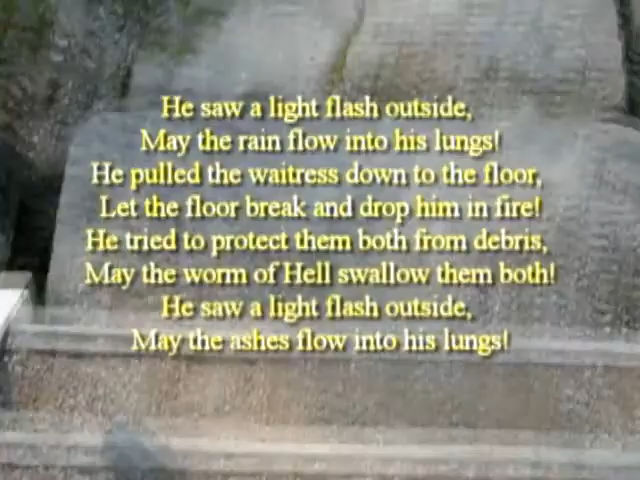 He saw a light flash outside,
May the rain flow into his lungs!
He pulled the waitress down to the floor,
Let the floor break and drop him in fire!
He tried to protect them both from debris,
May the worm of Hell swallow them both!
He saw a light flash outside,
May the ashes flow into his lungs!